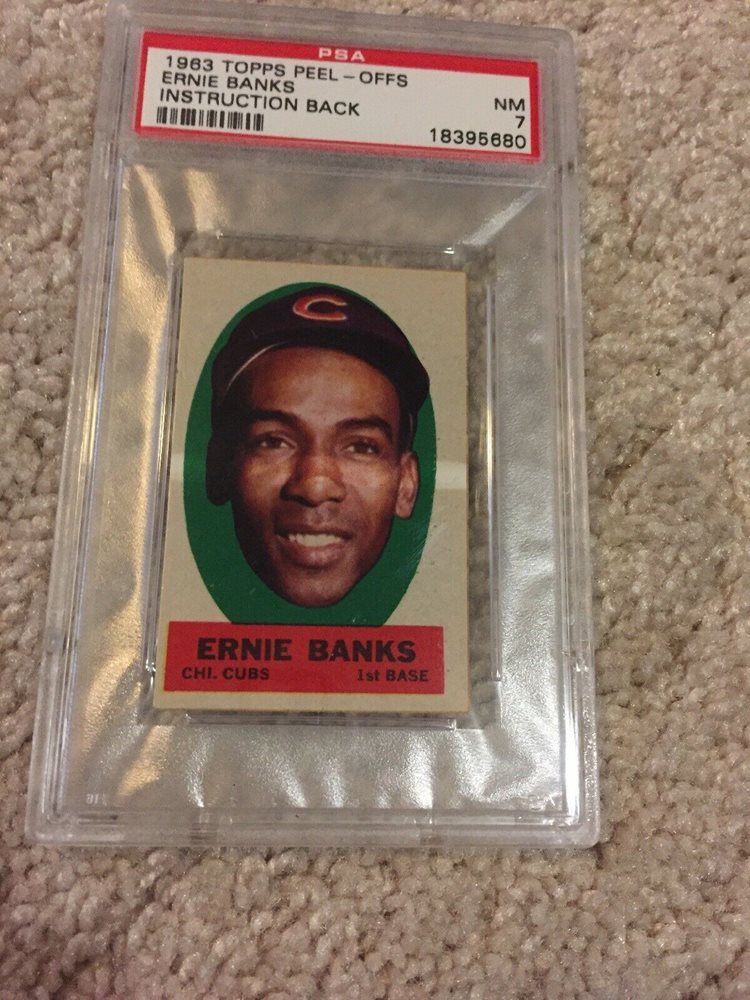 PSA
1963 TOPPS PEEL-OFFS
ERNIE BANKS
INSTRUCTION BACK
NM
7
18395680
C
ERNIE BANKS
CHI. CUBS 1st BASE